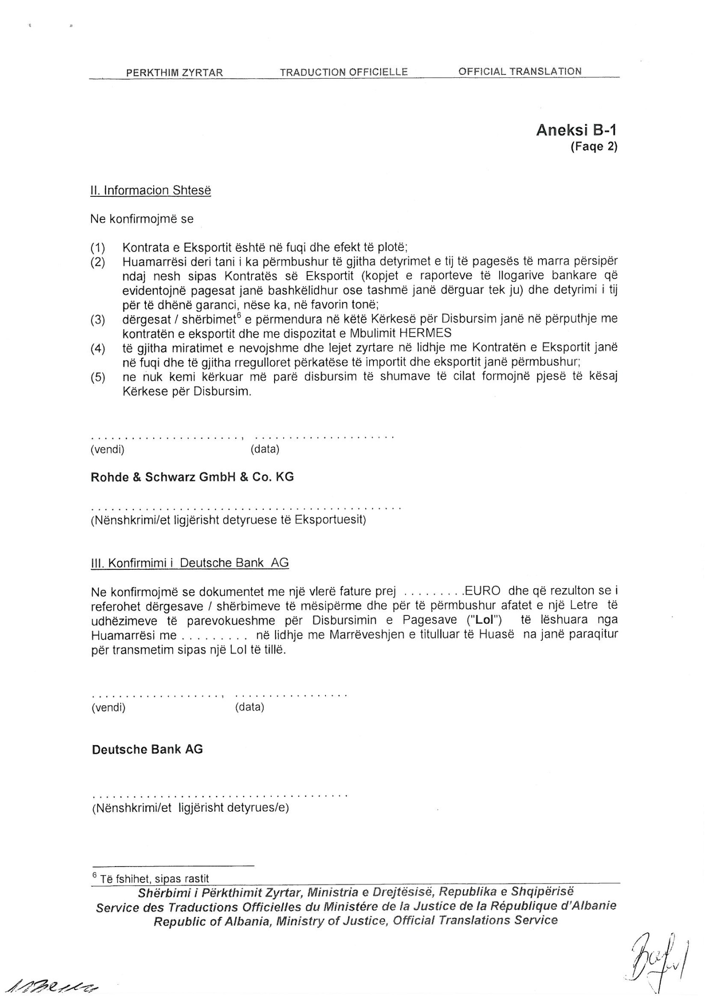 PERKTHIM ZYRTAR TRADUCTION OFFICIELLE OFFICIAL TRANSLATION
Aneksi B-1
(Faqe 2)
II. Informacion Shtesë
Ne konfirmojmë se
(1) Kontrata e Eksportit është në fuqi dhe efekt të plotë;
(2) Huamarrësi deri tani i ka përmbushur të gjitha detyrimet e tij të pagesës të marra përsipër
ndaj nesh sipas Kontratës së Eksportit (kopjet e raporteve të llogarive bankare që
evidentojnë pagesat janë bashkëlidhur ose tashmë janë dërguar tek ju) dhe detyrimi i tij
për të dhënë garanci, nëse ka, në favorin tonë;
(3) dërgesat / shërbimet⁶ e përmendura në këtë Kërkesë për Disbursim janë në përputhje me
kontratën e eksportit dhe me dispozitat e Mbulimit HERMES
(4) të gjitha miratimet e nevojshme dhe lejet zyrtare në lidhje me Kontratën e Eksportit janë
në fuqi dhe të gjitha rregulloret përkatëse të importit dhe eksportit janë përmbushur;
(5) ne nuk kemi kërkuar më parë disbursim të shumave të cilat formojnë pjesë të kësaj
Kërkese për Disbursim.
. . . . . . . . . . . . . . . . . . . . . . , . . . . . . . . . . . . . . . . . . . . .
(vendi) (data)
Rohde & Schwarz GmbH & Co. KG
. . . . . . . . . . . . . . . . . . . . . . . . . . . . . . . . . . . . . . . . . . . . . .
(Nënshkrimi/et ligjërisht detyruese të Eksportuesit)
III. Konfirmimi i Deutsche Bank AG
Ne konfirmojmë se dokumentet me një vlerë fature prej . . . . . . . . .EURO dhe që rezulton se i
referohet dërgesave / shërbimeve të mësipërme dhe për të përmbushur afatet e një Letre të
udhëzimeve të parevokueshme për Disbursimin e Pagesave ("LoI") të lëshuara nga
Huamarrësi me . . . . . . . . . në lidhje me Marrëveshjen e titulluar të Huasë na janë paraqitur
për transmetim sipas një LoI të tillë.
. . . . . . . . . . . . . . . . . . . , . . . . . . . . . . . . . . . . .
(vendi) (data)
Deutsche Bank AG
. . . . . . . . . . . . . . . . . . . . . . . . . . . . . . . . . . . . . .
(Nënshkrimi/et ligjërisht detyrues/e)
⁶ Të fshihet, sipas rastit
Shërbimi i Përkthimit Zyrtar, Ministria e Drejtësisë, Republika e Shqipërisë
Service des Traductions Officielles du Ministére de la Justice de la République d'Albanie
Republic of Albania, Ministry of Justice, Official Translations Service